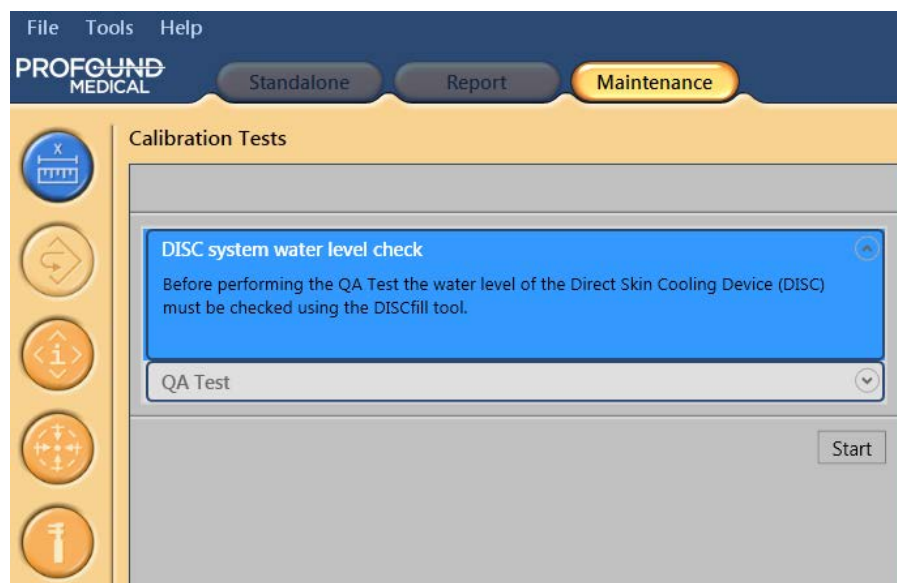 File Tools Help
PROFOUND
MEDICAL
Standalone Report Maintenance
Calibration Tests
X
i
DISC system water level check
Before performing the QA Test the water level of the Direct Skin Cooling Device (DISC)
must be checked using the DISCfill tool.
QA Test
Start